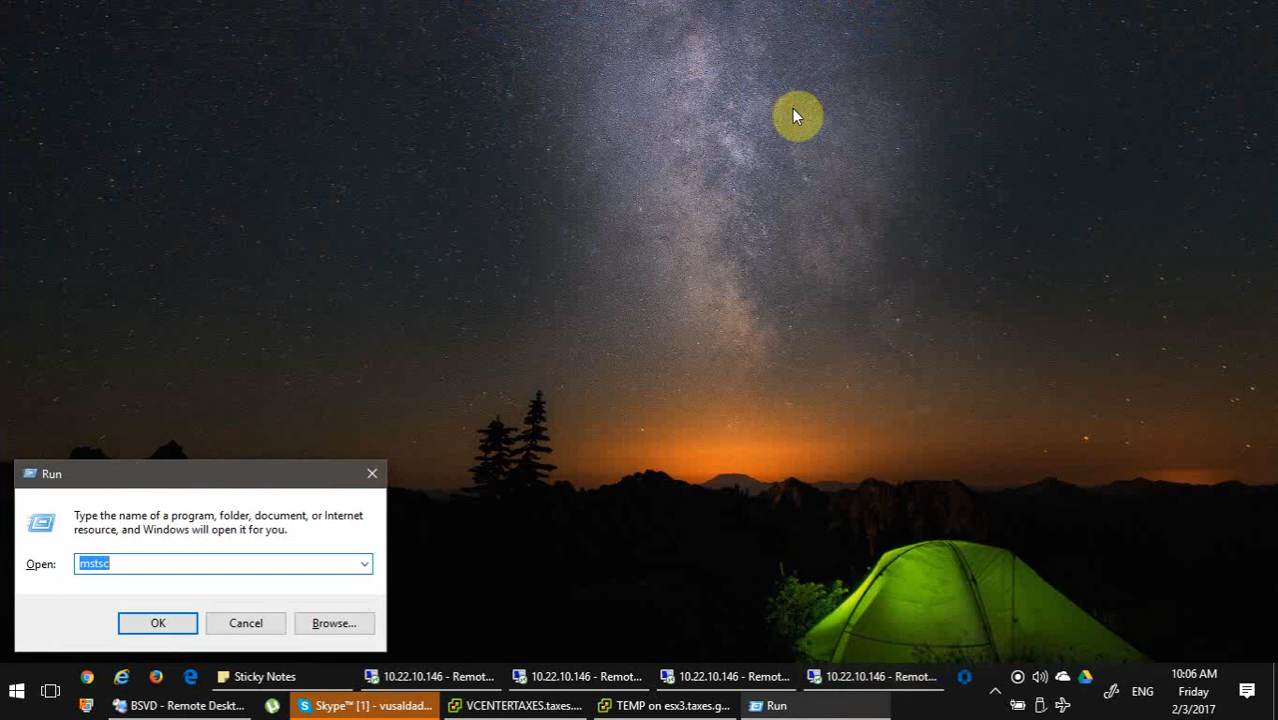 Run
Type the name of a program, folder, document, or Internet
resource, and Windows will open it for you.
Open:
mstsc
OK
Cancel
Browse...
Sticky Notes
10.22.10.146 - Remot...
10.22.10.146 - Remot...
10.22.10.146 - Remot...
10.22.10.146 - Remot...
BSVD - Remote Deskt...
Skype™ [1] - vusaldad...
VCENTERTAXES.taxes....
TEMP on esx3.taxes.g...
Run
ENG
10:06 AM
Friday
2/3/2017